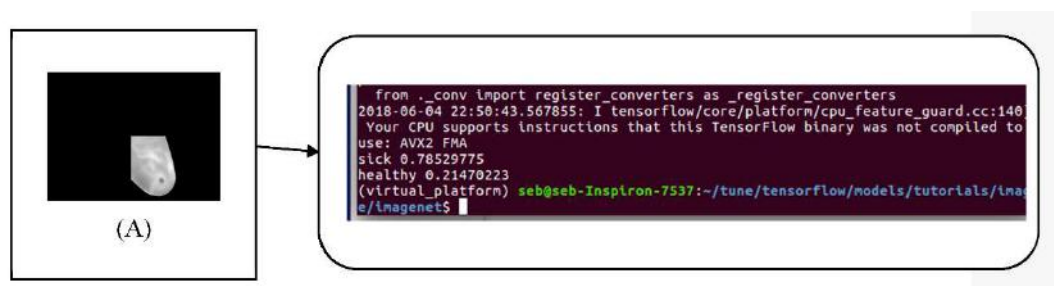 (A)
from ._conv import register_converters as _register_converters
2018-06-04 22:50:43.567855: I tensorflow/core/platform/cpu_feature_guard.cc:140]
Your CPU supports instructions that this TensorFlow binary was not compiled to
use: AVX2 FMA
sick 0.78529775
healthy 0.21470223
(virtual_platform) seb@seb-Inspiron-7537:~/tune/tensorflow/models/tutorials/imag
e/imagenet$